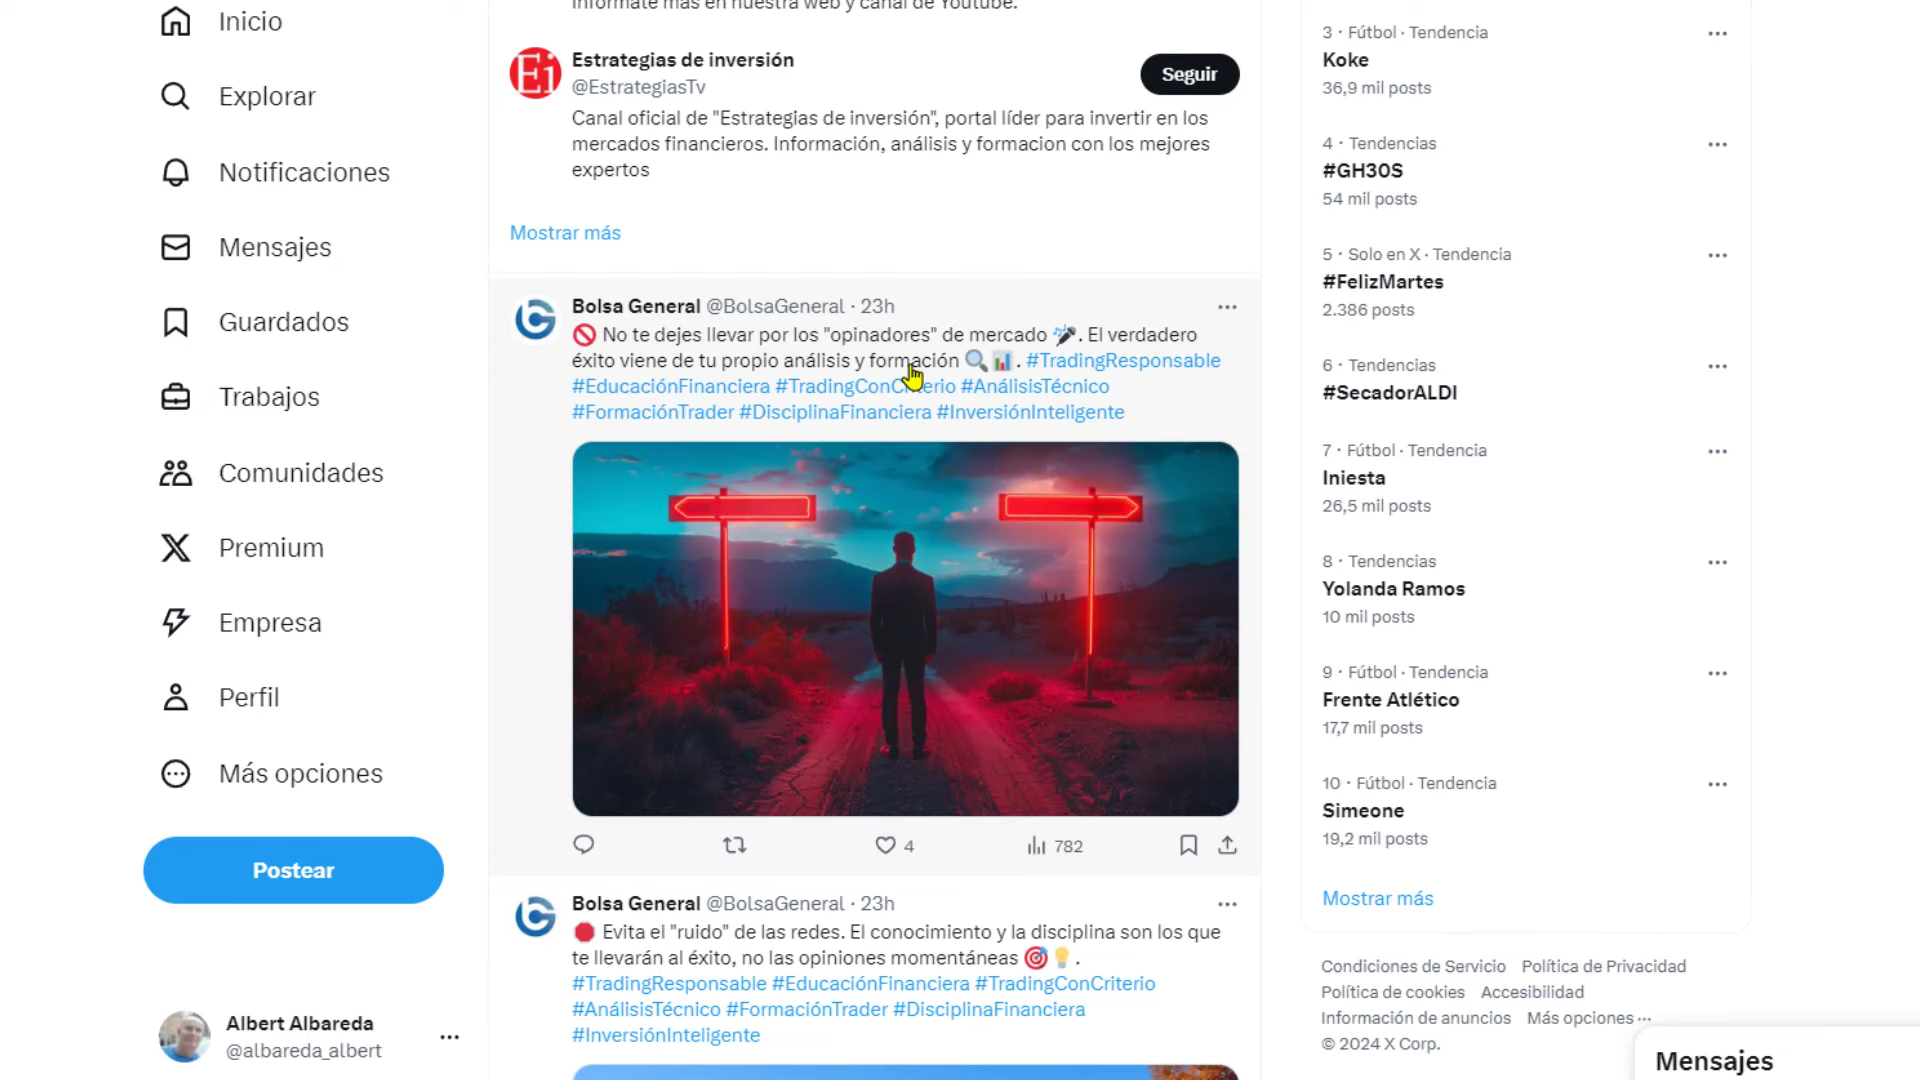 Inicio
Explorar
Notificaciones
Mensajes
Guardados
Trabajos
Comunidades
Premium
Empresa
Perfil
Más opciones
Postear
Albert Albareda
@albareda_albert
Infórmate más en nuestra web y canal de Youtube.
Ei
Estrategias de inversión
@EstrategiasTv
Seguir
Canal oficial de "Estrategias de inversión", portal líder para invertir en los
mercados financieros. Información, análisis y formacion con los mejores
expertos
Mostrar más
Bolsa General @BolsaGeneral · 23h
🚫 No te dejes llevar por los "opinadores" de mercado 🎤. El verdadero
éxito viene de tu propio análisis y formación 🔍📊. #TradingResponsable
#EducaciónFinanciera #TradingConCriterio #AnálisisTécnico
#FormaciónTrader #DisciplinaFinanciera #InversiónInteligente
4
782
Bolsa General @BolsaGeneral · 23h
🛑 Evita el "ruido" de las redes. El conocimiento y la disciplina son los que
te llevarán al éxito, no las opiniones momentáneas 🎯💡.
#TradingResponsable #EducaciónFinanciera #TradingConCriterio
#AnálisisTécnico #FormaciónTrader #DisciplinaFinanciera
#InversiónInteligente
3 · Fútbol · Tendencia
Koke
36,9 mil posts
4 · Tendencias
#GH30S
54 mil posts
5 · Solo en X · Tendencia
#FelizMartes
2.386 posts
6 · Tendencias
#SecadorALDI
7 · Fútbol · Tendencia
Iniesta
26,5 mil posts
8 · Tendencias
Yolanda Ramos
10 mil posts
9 · Fútbol · Tendencia
Frente Atlético
17,7 mil posts
10 · Fútbol · Tendencia
Simeone
19,2 mil posts
Mostrar más
Condiciones de Servicio Política de Privacidad
Política de cookies Accesibilidad
Información de anuncios Más opciones ···
© 2024 X Corp.
Mensajes